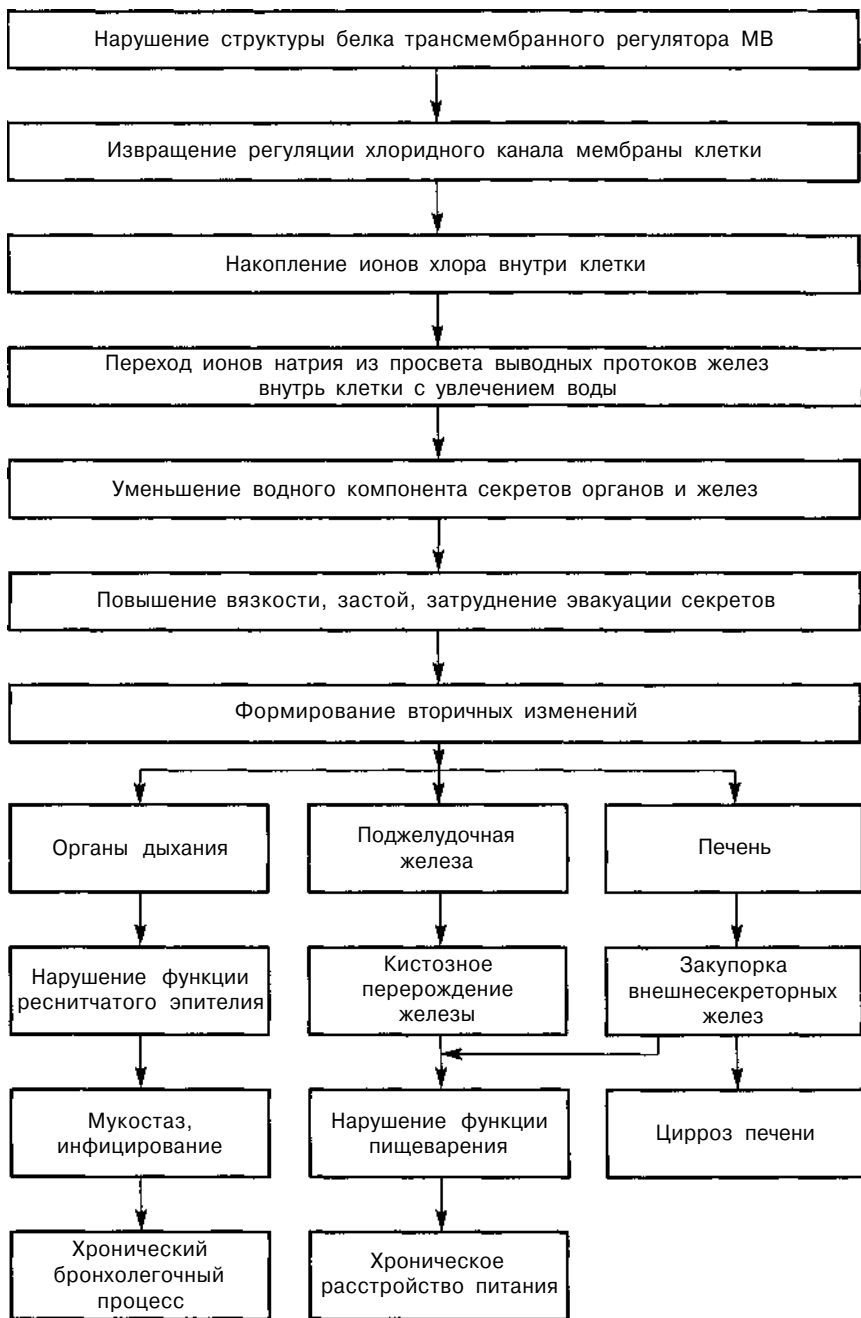 Нарушение структуры белка трансмембранного регулятора МВ
Извращение регуляции хлоридного канала мембраны клетки
Накопление ионов хлора внутри клетки
Переход ионов натрия из просвета выводных протоков желез
внутрь клетки с увлечением воды
Уменьшение водного компонента секретов органов и желез
Повышение вязкости, застой, затруднение эвакуации секретов
Формирование вторичных изменений
Органы дыхания
Поджелудочная
железа
Печень
Нарушение функции
реснитчатого эпителия
Кистозное
перерождение
железы
Закупорка
внешнесекреторных
желез
Мукостаз,
инфицирование
Нарушение функции
пищеварения
Цирроз печени
Хронический
бронхолегочный
процесс
Хроническое
расстройство питания